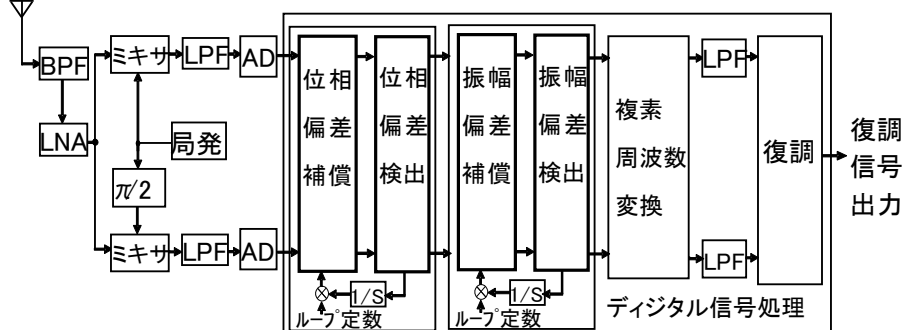 BPF
LNA
ミキサ
LPF
AD
局発
π/2
ミキサ
LPF
AD
位相
偏差
補償
位相
偏差
検出
1/S
ループ定数
振幅
偏差
補償
振幅
偏差
検出
1/S
ループ定数
複素
周波数
変換
LPF
LPF
復調
ディジタル信号処理
復調
信号
出力